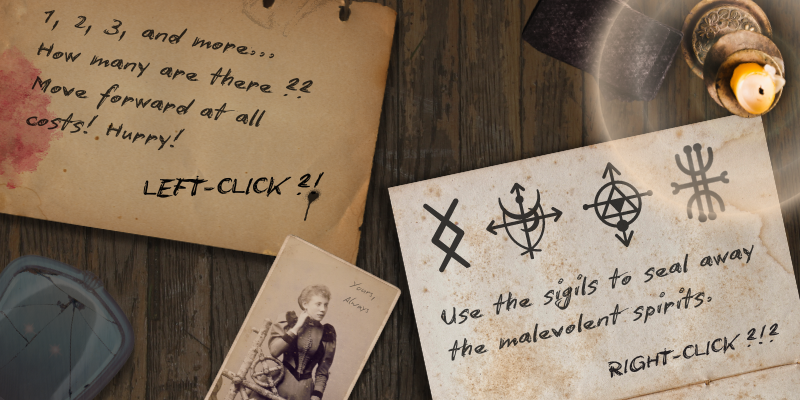 1, 2, 3, and more...
How many are there ??
Move forward at all
costs! Hurry!
LEFT-CLICK ?!
Yours,
Always
Use the sigils to seal away
the malevolent spirits.
RIGHT-CLICK ?!?